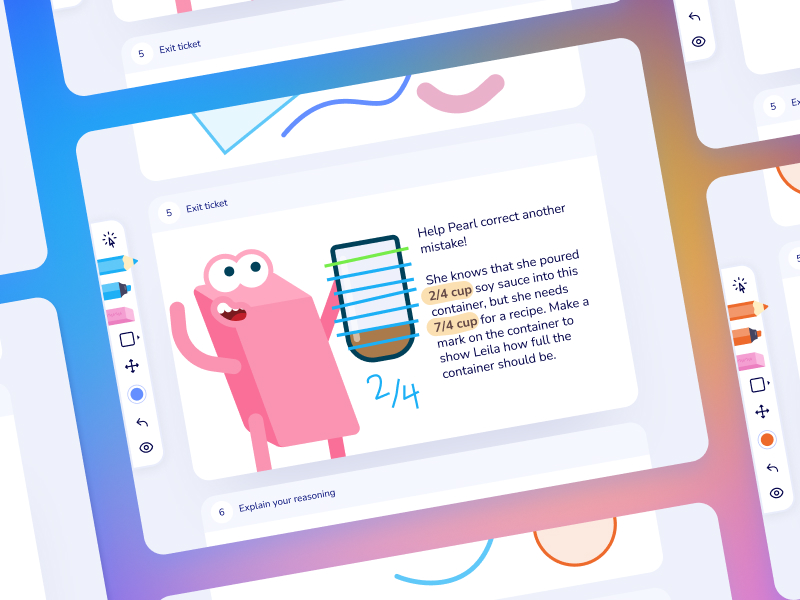 5 Exit ticket
5
5 Exit ticket
Help Pearl correct another
mistake!
She knows that she poured
2/4 cup soy sauce into this
container, but she needs
7/4 cup for a recipe. Make a
mark on the container to
show Leila how full the
container should be.
2/4
6 Explain your reasoning